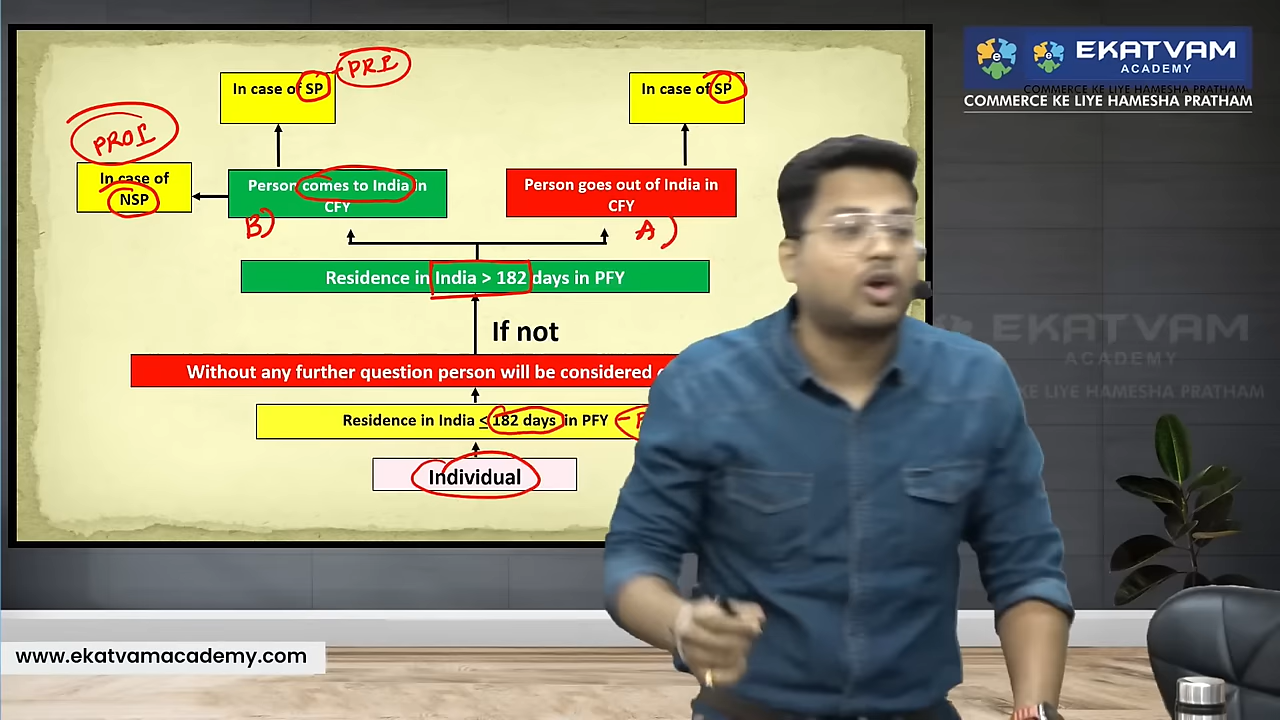 EKATVAM
ACADEMY
COMMERCE KE LIYE HAMESHA PRATHAM
COMMERCE KE LIYE HAMESHA PRATHAM
PRI
In case of SP
In case of SP
PROI
In case of
NSP
Person comes to India in
CFY
Person goes out of India in
CFY
B)
A)
Residence in India > 182 days in PFY
If not
Without any further question person will be considered
Residence in India ≤ 182 days in PFY
Individual
EKATVAM
ACADEMY
KE LIYE HAMESHA PRATHAM
www.ekatvamacademy.com